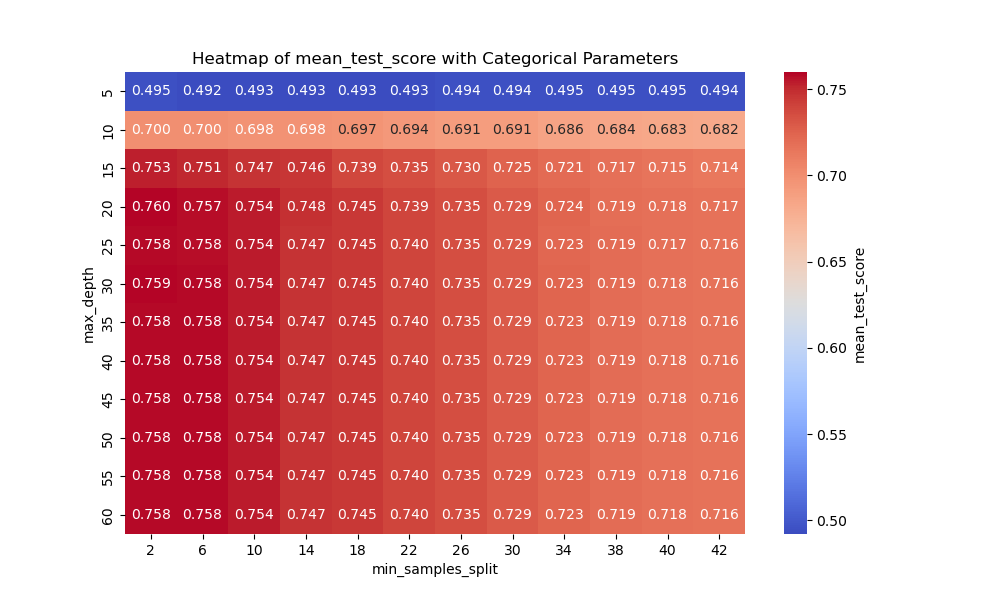 Heatmap of mean_test_score with Categorical Parameters
5 0.495 0.492 0.493 0.493 0.493 0.493 0.494 0.494 0.495 0.495 0.495 0.494
10 0.700 0.700 0.698 0.698 0.697 0.694 0.691 0.691 0.686 0.684 0.683 0.682
15 0.753 0.751 0.747 0.746 0.739 0.735 0.730 0.725 0.721 0.717 0.715 0.714
20 0.760 0.757 0.754 0.748 0.745 0.739 0.735 0.729 0.724 0.719 0.718 0.717
25 0.758 0.758 0.754 0.747 0.745 0.740 0.735 0.729 0.723 0.719 0.717 0.716
30 0.759 0.758 0.754 0.747 0.745 0.740 0.735 0.729 0.723 0.719 0.718 0.716
35 0.758 0.758 0.754 0.747 0.745 0.740 0.735 0.729 0.723 0.719 0.718 0.716
40 0.758 0.758 0.754 0.747 0.745 0.740 0.735 0.729 0.723 0.719 0.718 0.716
45 0.758 0.758 0.754 0.747 0.745 0.740 0.735 0.729 0.723 0.719 0.718 0.716
50 0.758 0.758 0.754 0.747 0.745 0.740 0.735 0.729 0.723 0.719 0.718 0.716
55 0.758 0.758 0.754 0.747 0.745 0.740 0.735 0.729 0.723 0.719 0.718 0.716
60 0.758 0.758 0.754 0.747 0.745 0.740 0.735 0.729 0.723 0.719 0.718 0.716
2 6 10 14 18 22 26 30 34 38 40 42
min_samples_split
max_depth
0.75
0.70
0.65
0.60
0.55
0.50
mean_test_score